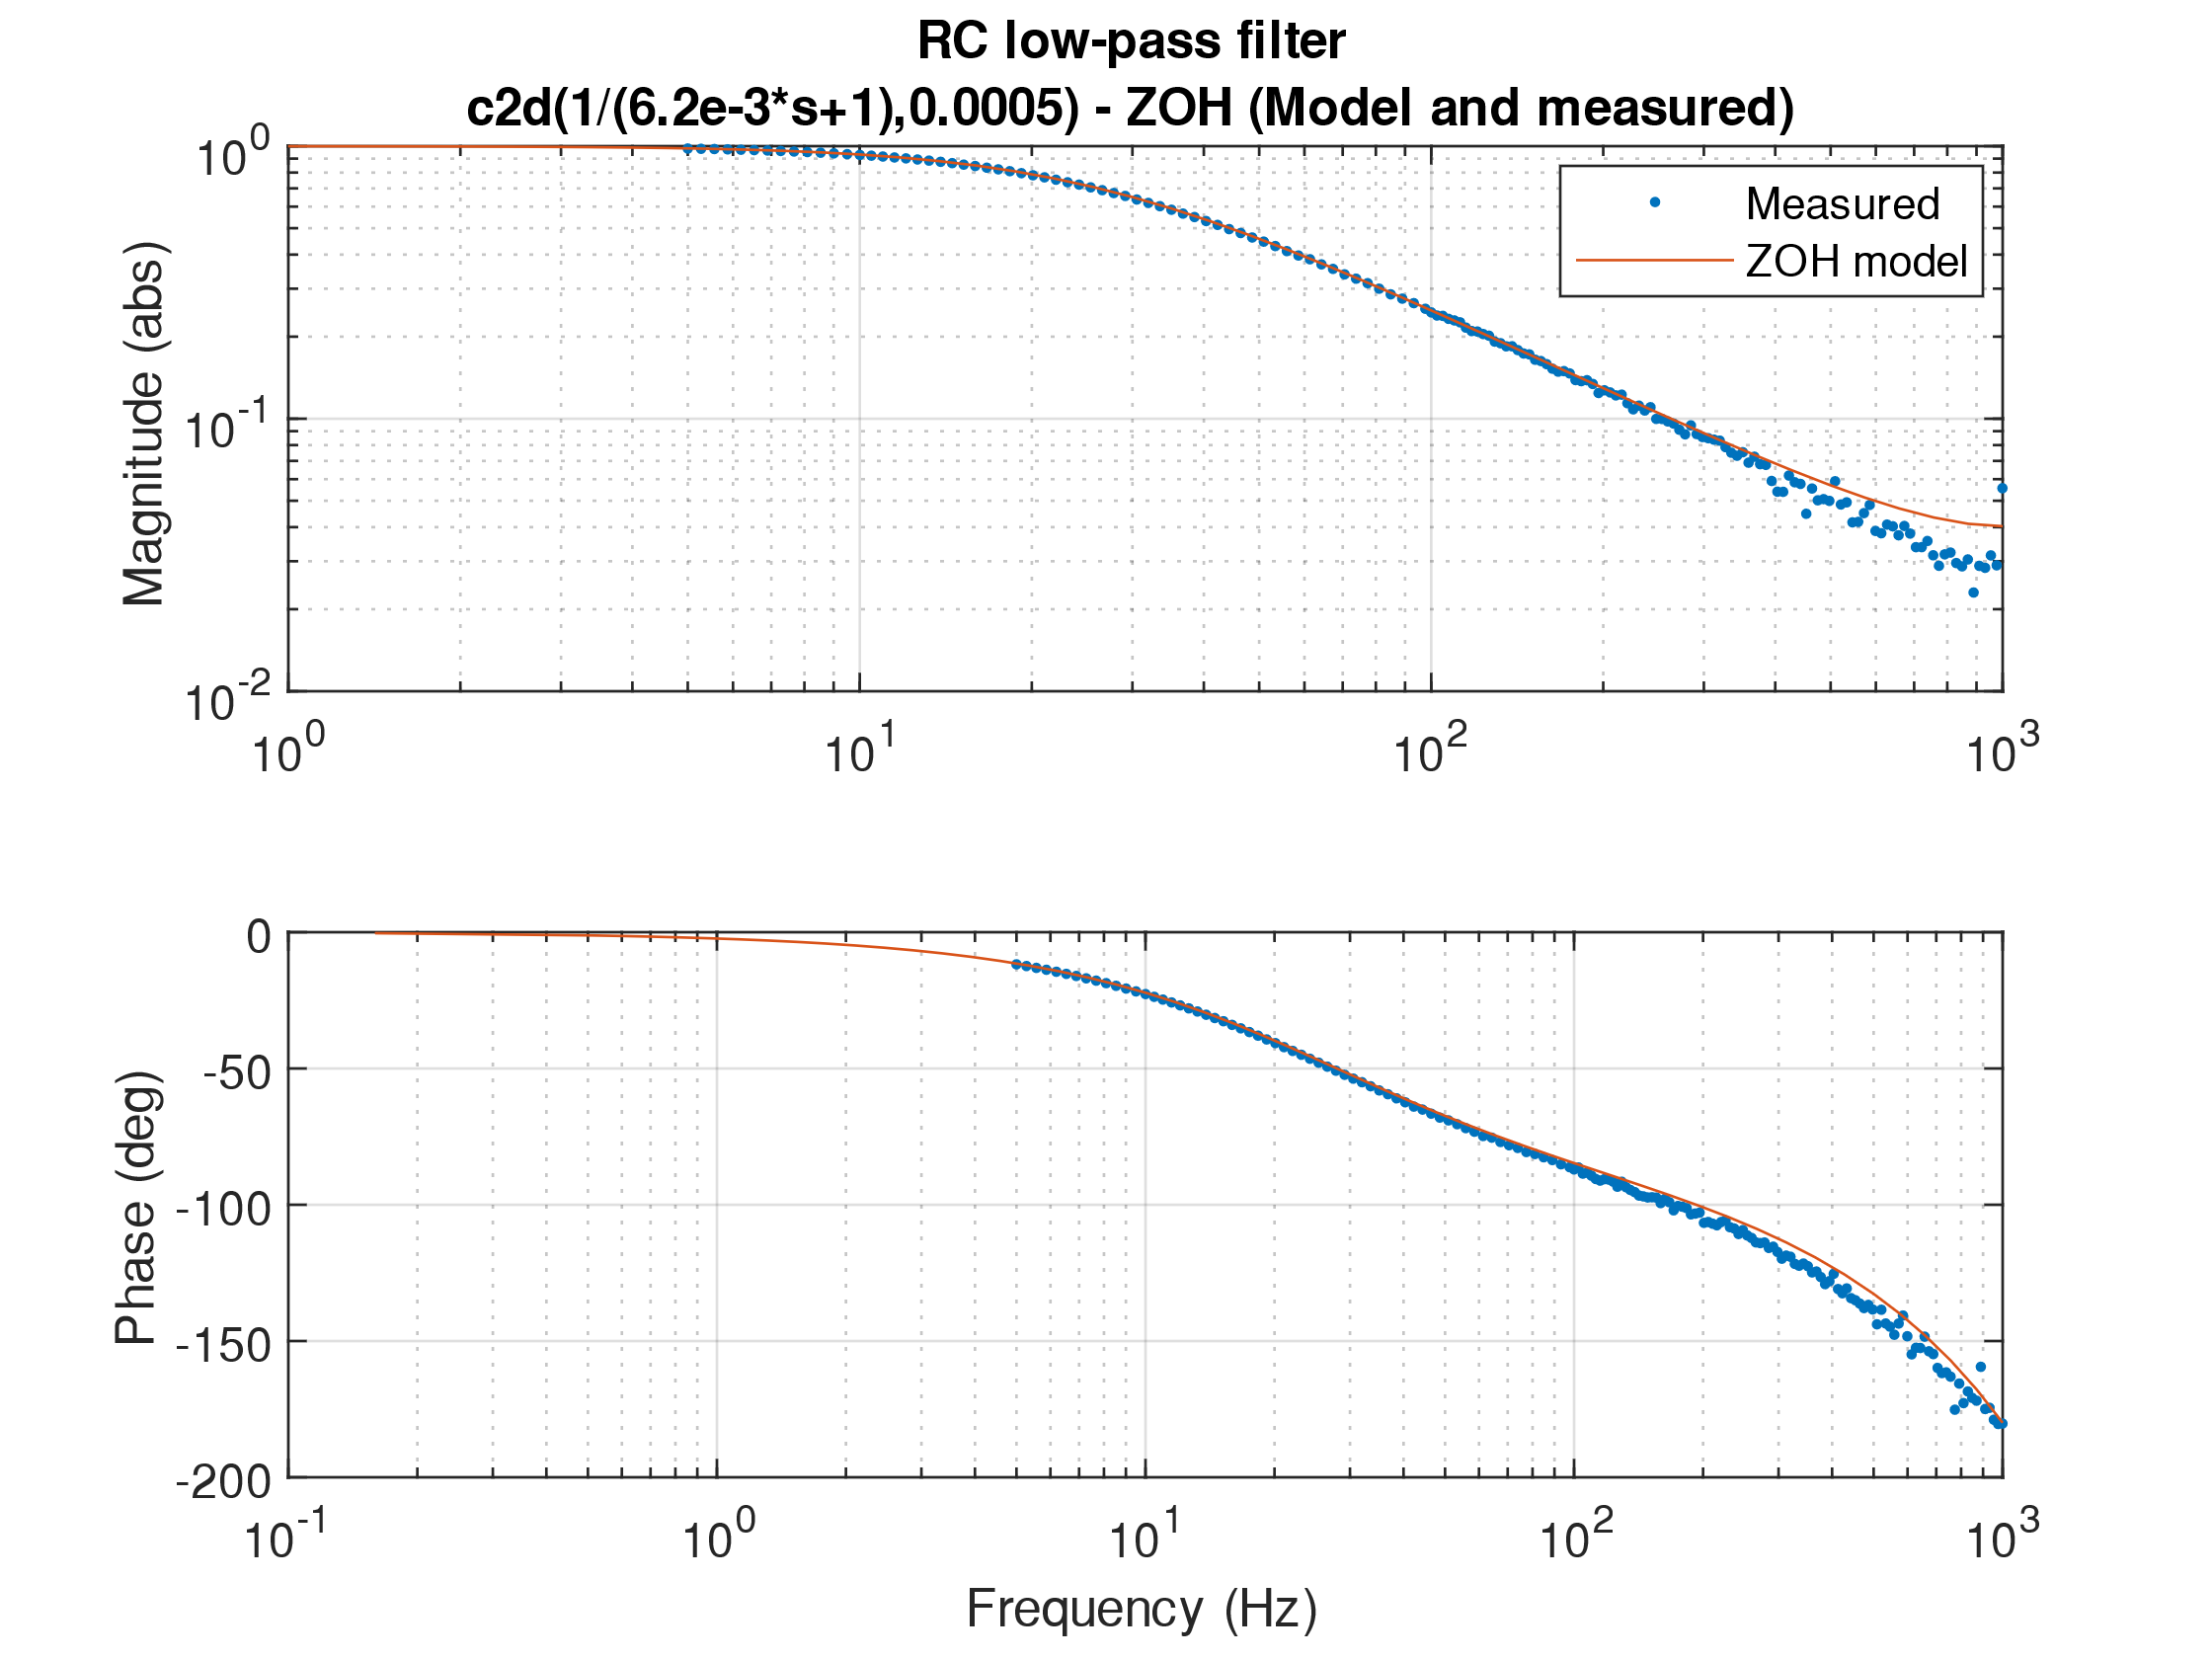 RC low-pass filter
c2d(1/(6.2e-3*s+1),0.0005) - ZOH (Model and measured)
10^0
10^-1
10^-2
Magnitude (abs)
Measured
ZOH model
10^0 10^1 10^2 10^3
0
-50
-100
-150
-200
Phase (deg)
10^-1 10^0 10^1 10^2 10^3
Frequency (Hz)